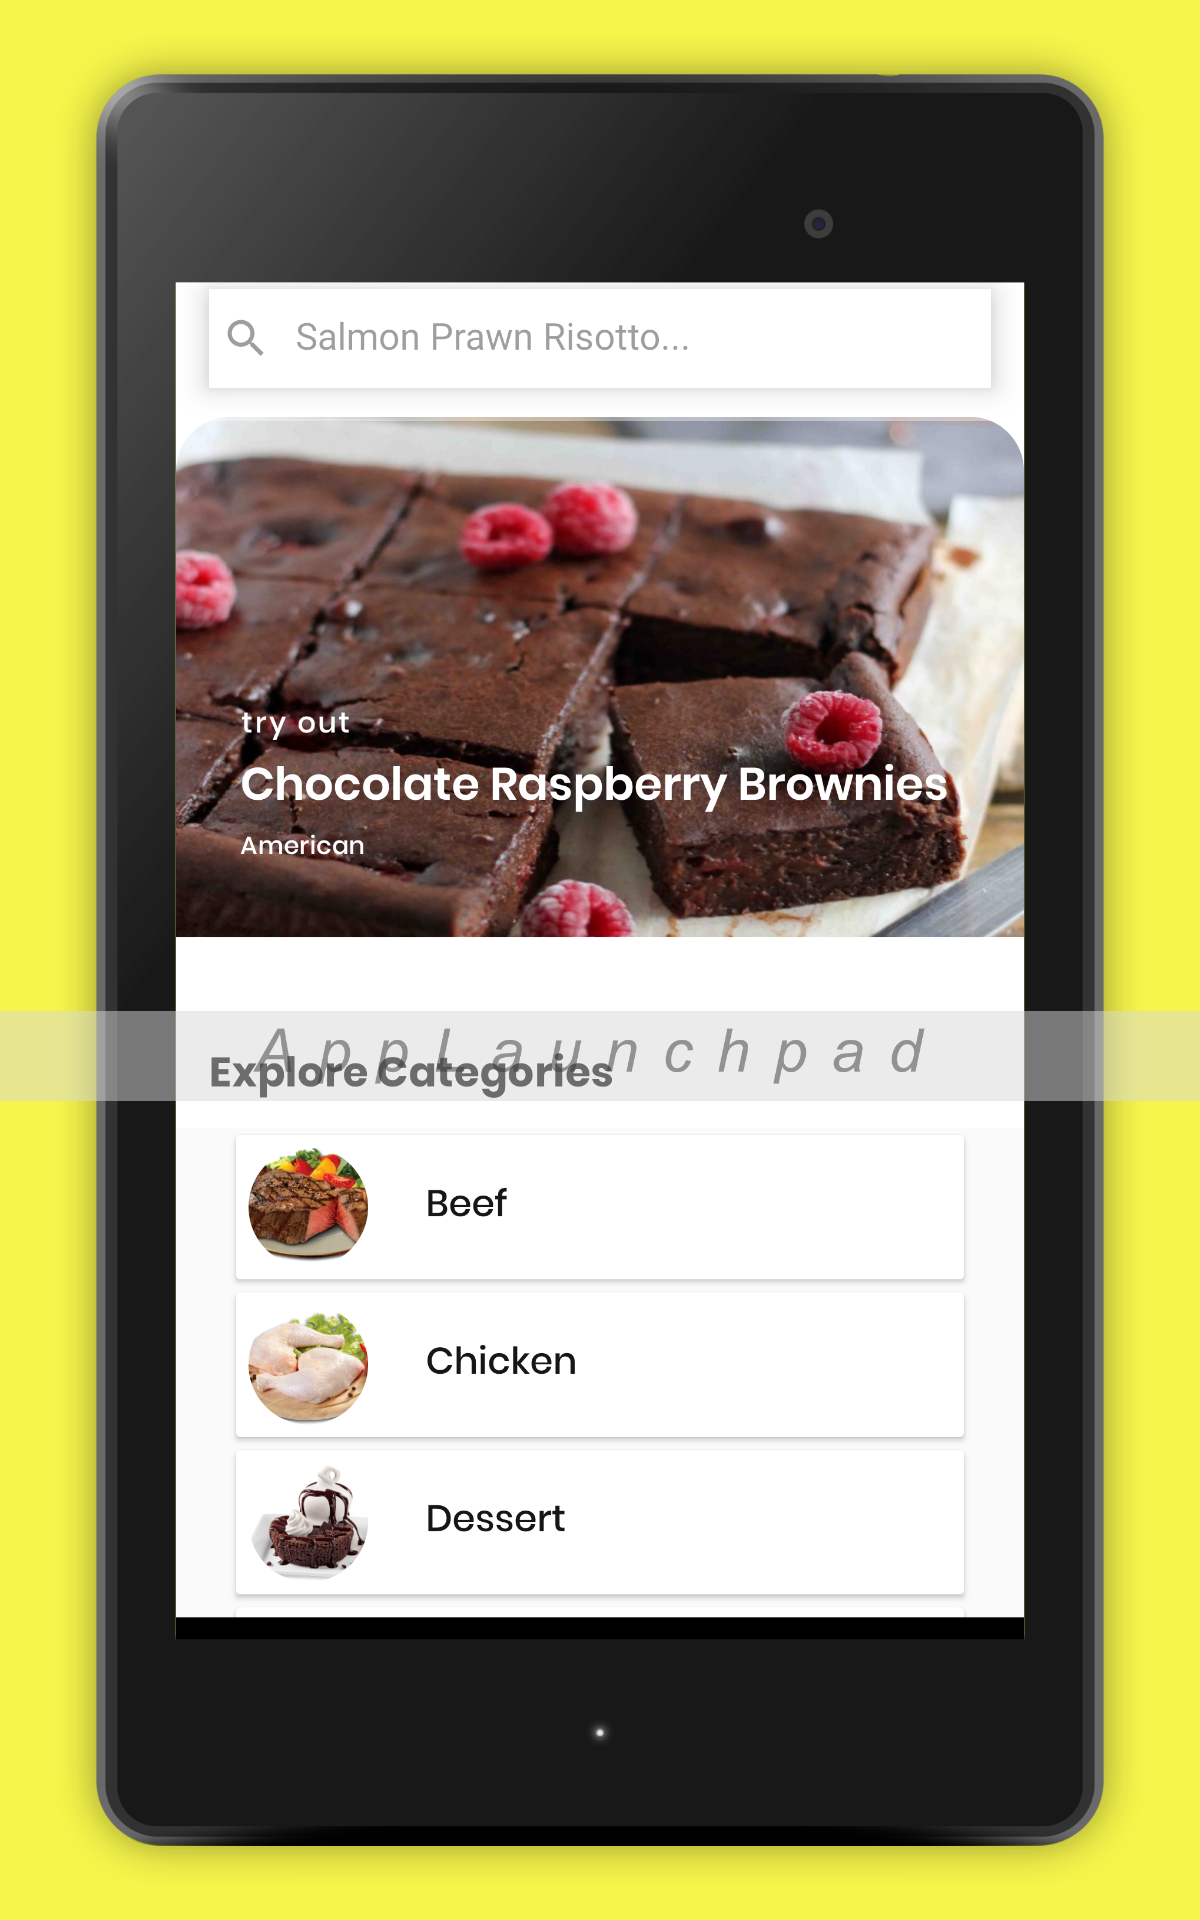 Salmon Prawn Risotto...
try out
Chocolate Raspberry Brownies
American
AppLaunchpad
Explore Categories
Beef
Chicken
Dessert